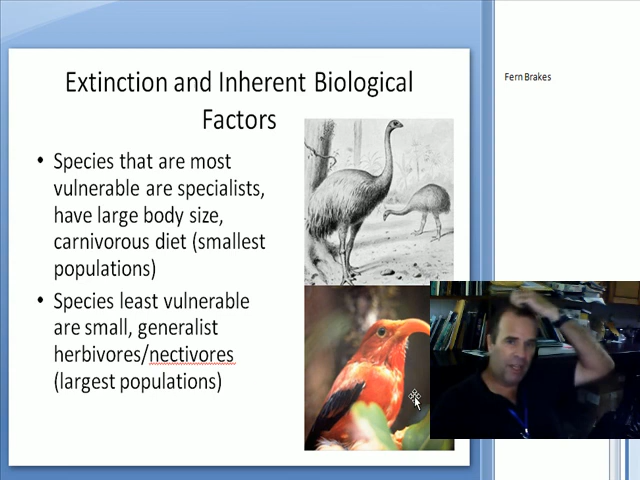 Extinction and Inherent Biological
Factors
• Species that are most
vulnerable are specialists,
have large body size,
carnivorous diet (smallest
populations)
• Species least vulnerable
are small, generalist
herbivores/nectivores
(largest populations)
Fern Brakes